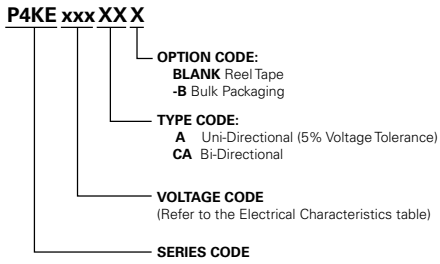 P4KE xxx XX X
OPTION CODE:
BLANK Reel Tape
-B Bulk Packaging
TYPE CODE:
A Uni-Directional (5% Voltage Tolerance)
CA Bi-Directional
VOLTAGE CODE
(Refer to the Electrical Characteristics table)
SERIES CODE